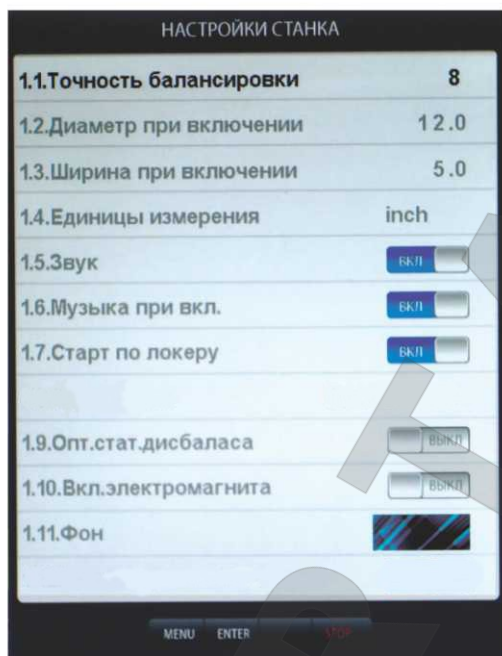 НАСТРОЙКИ СТАНКА
1.1.Точность балансировки 8
1.2.Диаметр при включении 12.0
1.3.Ширина при включении 5.0
1.4.Единицы измерения inch
1.5.Звук ВКЛ
1.6.Музыка при вкл. ВКЛ
1.7.Старт по локеру ВКЛ
1.9.Опт.стат.дисбаласа ВЫКЛ
1.10.Вкл.электромагнита ВЫКЛ
1.11.Фон
MENU ENTER STOP